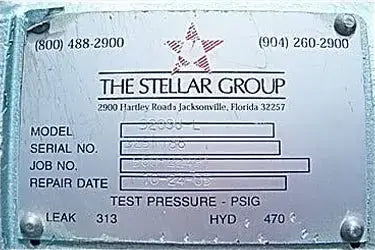 (800) 488-2900 (904) 260-2900
THE STELLAR GROUP
2900 Hartley Road, Jacksonville, Florida 32257
MODEL
SERIAL NO.
JOB NO.
REPAIR DATE
TEST PRESSURE - PSIG
LEAK 313 HYD 470